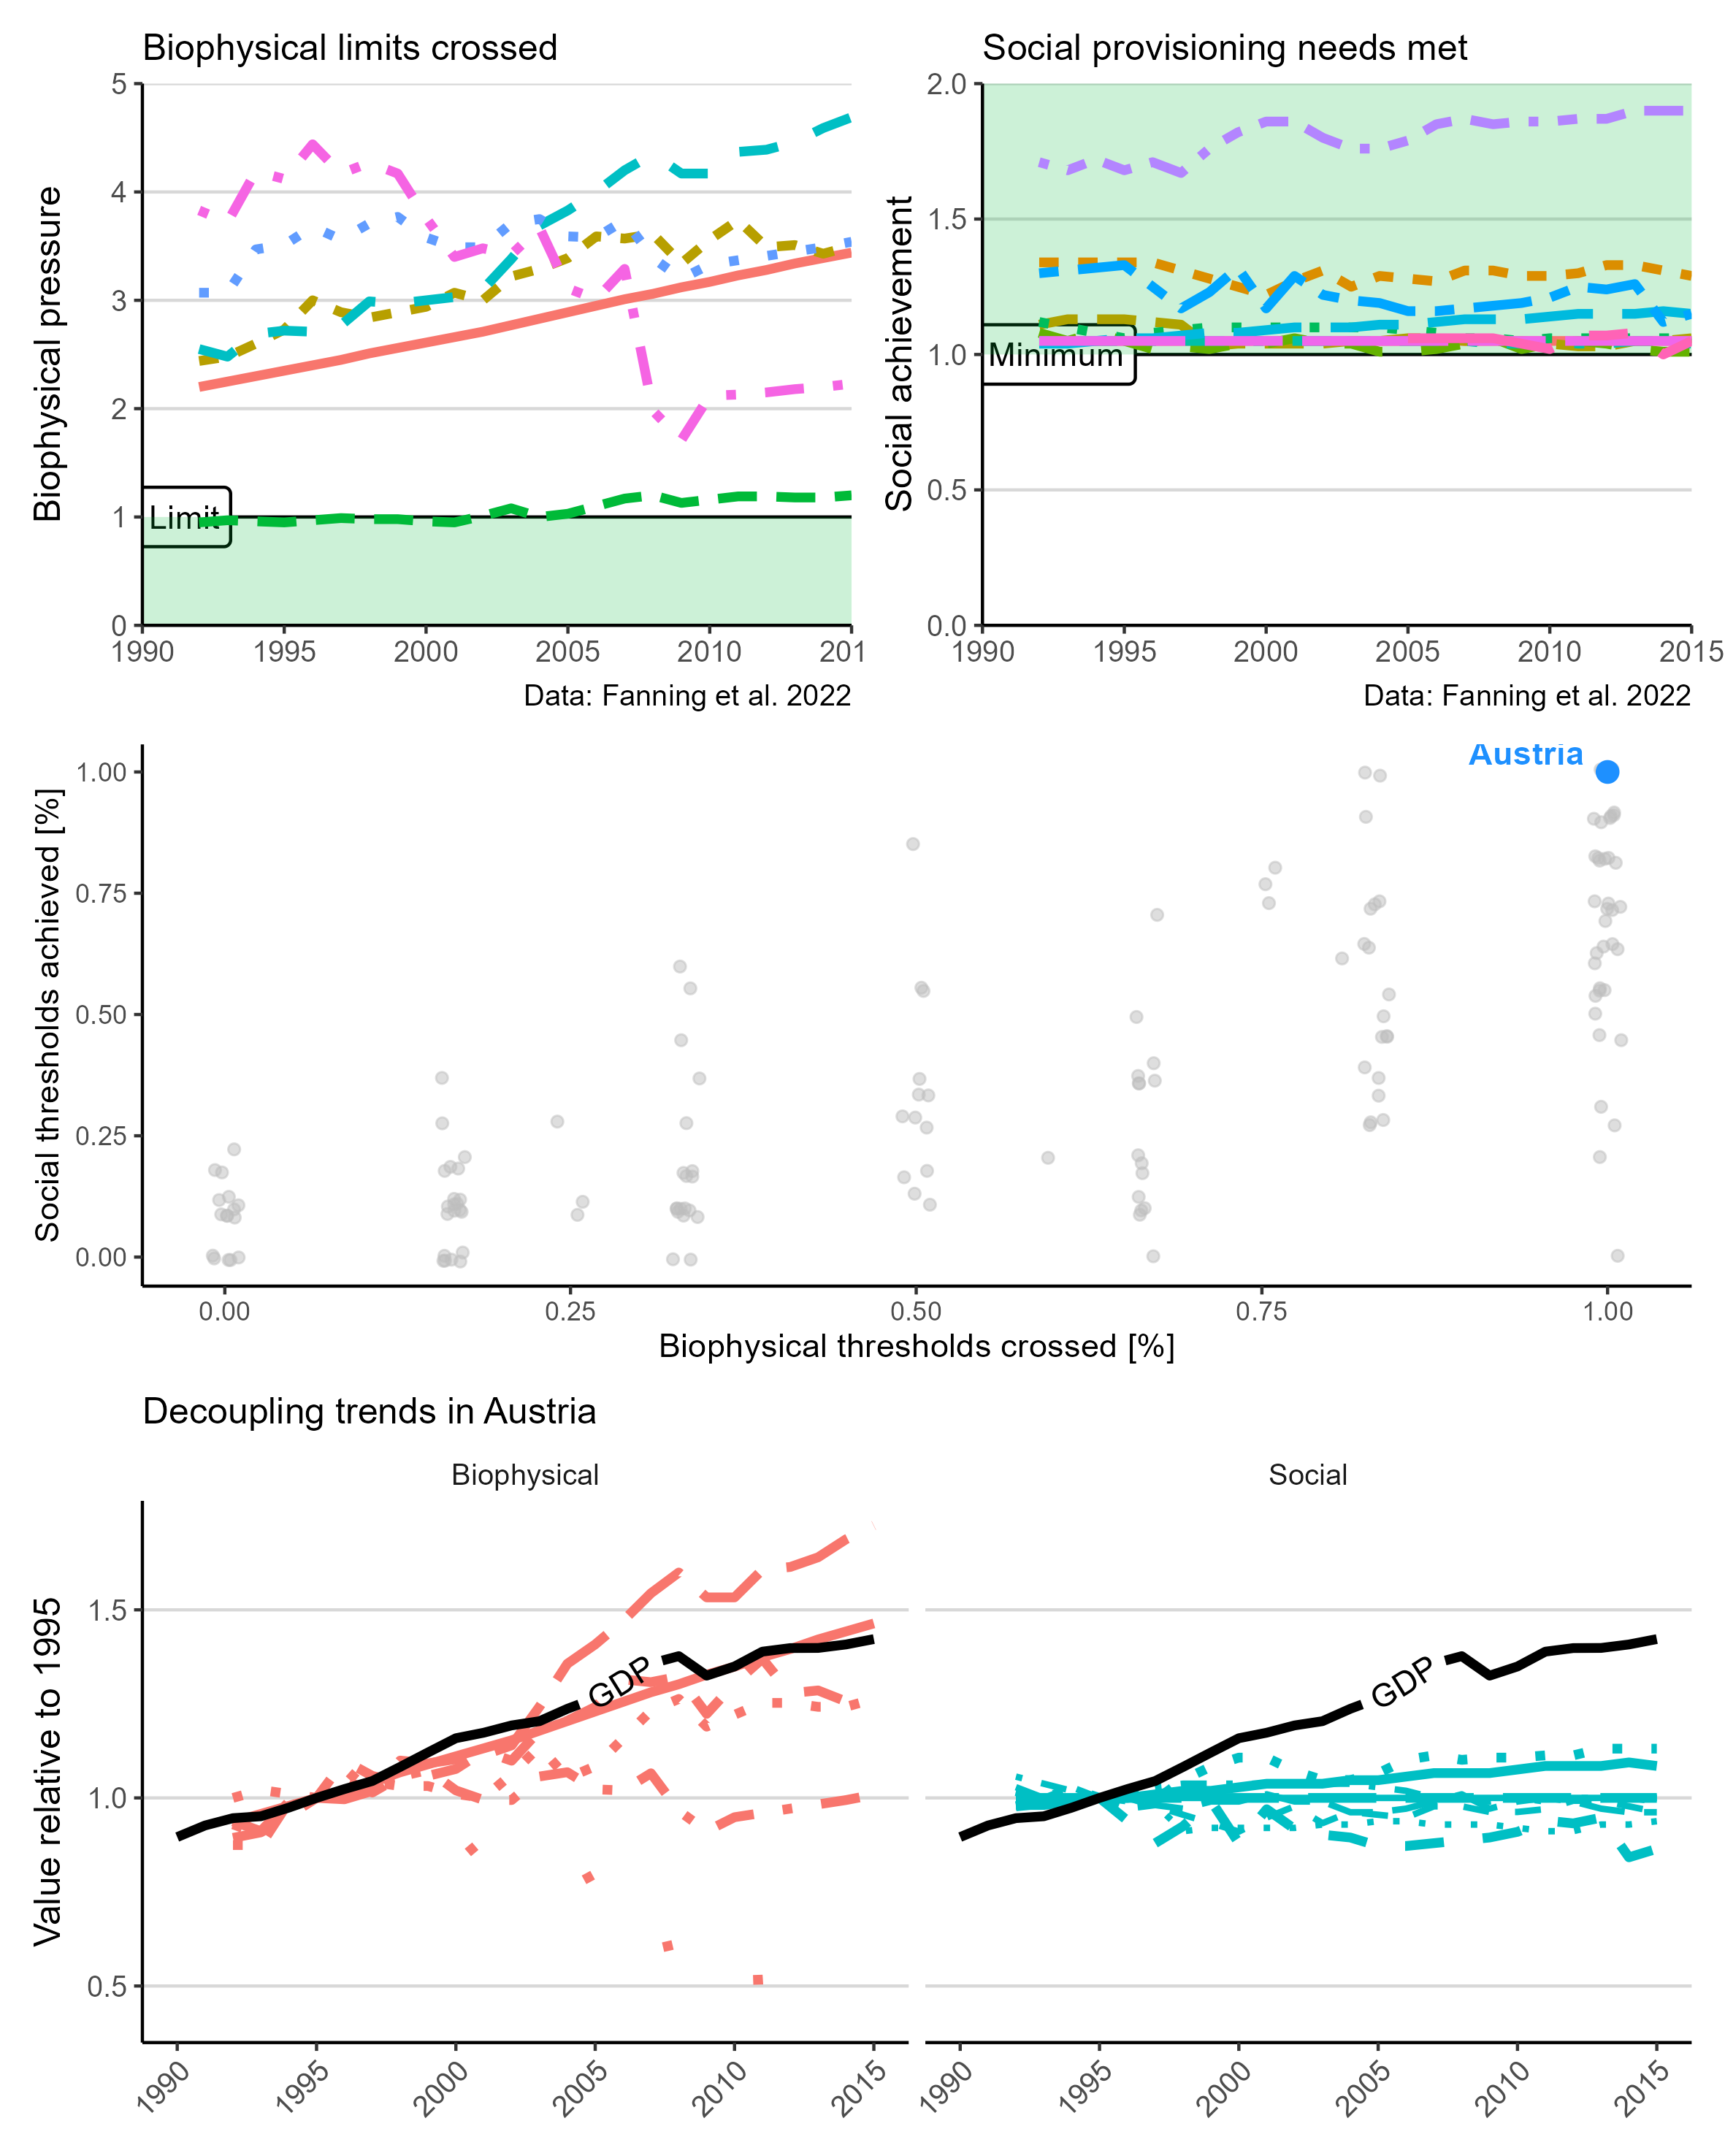 Biophysical limits crossed
Biophysical pressure
5
4
3
2
1
0
Limit
1990 1995 2000 2005 2010 201
Data: Fanning et al. 2022
Social provisioning needs met
Social achievement
2.0
1.5
1.0
0.5
0.0
Minimum
1990 1995 2000 2005 2010 2015
Data: Fanning et al. 2022
Social thresholds achieved [%]
1.00
0.75
0.50
0.25
0.00
Austria
0.00 0.25 0.50 0.75 1.00
Biophysical thresholds crossed [%]
Decoupling trends in Austria
Biophysical
Social
Value relative to 1995
1.5
1.0
0.5
GDP
GDP
1990 1995 2000 2005 2010 2015
1990 1995 2000 2005 2010 2015